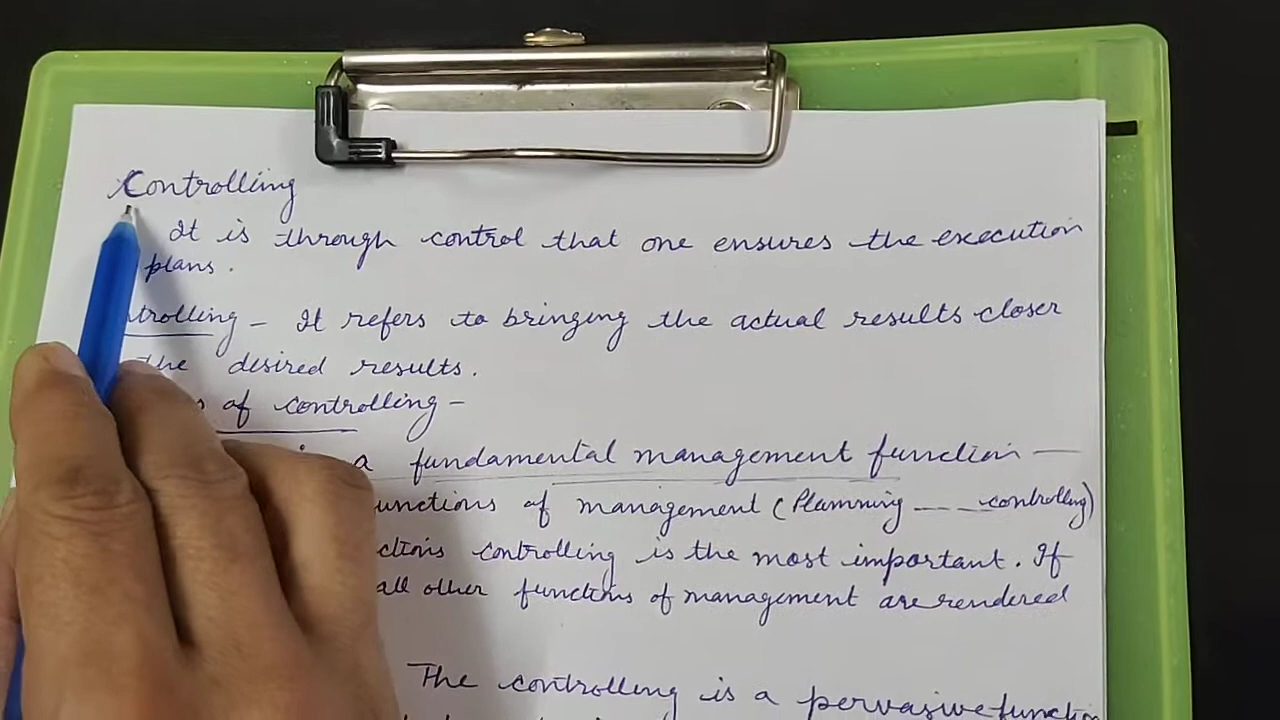 Controlling
It is through control that one ensures the execution
plans.
trolling - It refers to bringing the actual results closer
the desired results.
of controlling -
a fundamental management function -
unctions of management (Planning --- controlling)
ctions controlling is the most important. If
all other functions of management are rendered
The controlling is a pervasive function